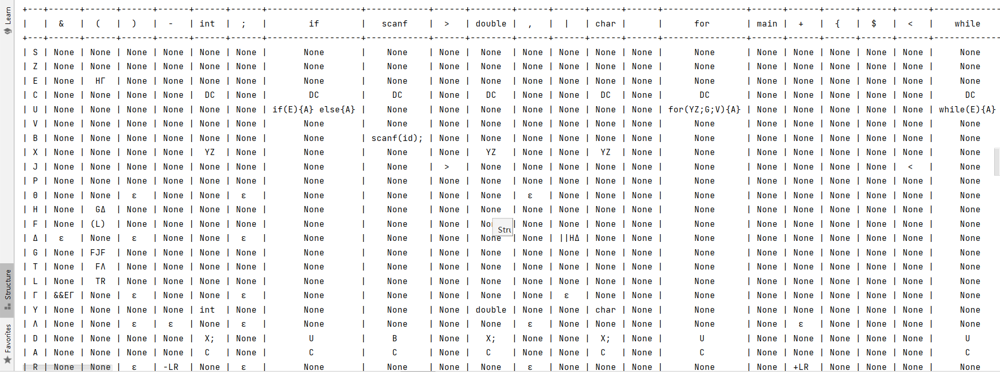 Learn
Structure
Favorites
+---+------+------+------+------+------+------+------------------+------------+------+--------+------+------+------+------+----------------+------+------+------+------+------+-------------
|   | & | ( | ) | - | int | ; | if | scanf | > | double | , | | | char |   | for | main | + | { | $ | < | while
+---+------+------+------+------+------+------+------------------+------------+------+--------+------+------+------+------+----------------+------+------+------+------+------+-------------
| S | None | None | None | None | None | None | None | None | None | None | None | None | None | None | None | None | None | None | None | None | None
| Z | None | None | None | None | None | None | None | None | None | None | None | None | None | None | None | None | None | None | None | None | None
| E | None | HΓ | None | None | None | None | None | None | None | None | None | None | None | None | None | None | None | None | None | None | None
| C | None | None | None | None | DC | None | DC | DC | None | DC | None | None | DC | None | DC | None | None | None | None | None | DC
| U | None | None | None | None | None | None | if(E){A} else{A} | None | None | None | None | None | None | None | for(YZ;G;V){A} | None | None | None | None | None | while(E){A}
| V | None | None | None | None | None | None | None | None | None | None | None | None | None | None | None | None | None | None | None | None | None
| B | None | None | None | None | None | None | None | scanf(id); | None | None | None | None | None | None | None | None | None | None | None | None | None
| X | None | None | None | None | YZ | None | None | None | None | YZ | None | None | YZ | None | None | None | None | None | None | None | None
| J | None | None | None | None | None | None | None | None | > | None | None | None | None | None | None | None | None | None | None | < | None
| P | None | None | None | None | None | None | None | None | None | None | None | None | None | None | None | None | None | None | None | None | None
| Θ | None | None | ε | None | None | ε | None | None | None | None | ε | None | None | None | None | None | None | None | None | None | None
| H | None | GΔ | None | None | None | None | None | None | None | None | None | None | None | None | None | None | None | None | None | None | None
| F | None | (L) | None | None | None | None | None | None | None | No Stru | None | None | None | None | None | None | None | None | None | None | None
| Δ | ε | None | ε | None | None | ε | None | None | None | None | None | ||HΔ | None | None | None | None | None | None | None | None | None
| G | None | FJF | None | None | None | None | None | None | None | None | None | None | None | None | None | None | None | None | None | None | None
| T | None | FΛ | None | None | None | None | None | None | None | None | None | None | None | None | None | None | None | None | None | None | None
| L | None | TR | None | None | None | None | None | None | None | None | None | None | None | None | None | None | None | None | None | None | None
| Γ | &&EΓ | None | ε | None | None | ε | None | None | None | None | None | ε | None | None | None | None | None | None | None | None | None
| Y | None | None | None | None | int | None | None | None | None | double | None | None | char | None | None | None | None | None | None | None | None
| Λ | None | None | ε | ε | None | ε | None | None | None | None | ε | None | None | None | None | None | ε | None | None | None | None
| D | None | None | None | None | X; | None | U | B | None | X; | None | None | X; | None | U | None | None | None | None | None | U
| A | None | None | None | None | C | None | C | C | None | C | None | None | C | None | C | None | None | None | None | None | C
| R | None | None | ε | -LR | None | ε | None | None | None | None | ε | None | None | None | None | None | +LR | None | None | None | None